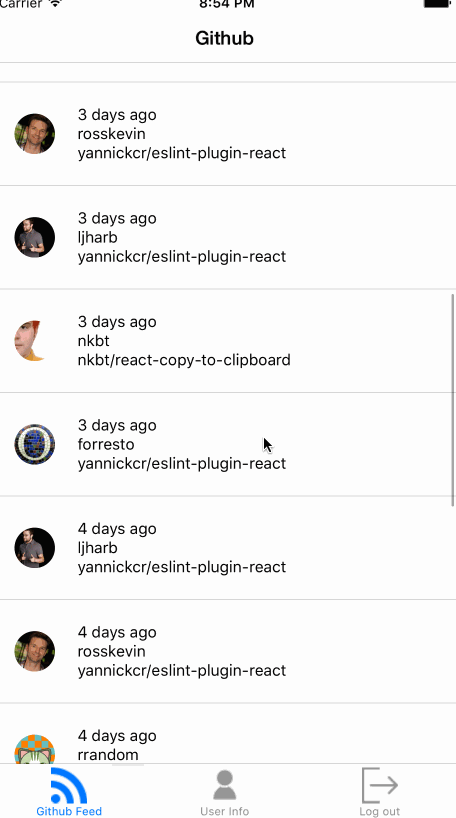 Carrier
8:54 PM
Github
3 days ago
rosskevin
yannickcr/eslint-plugin-react
3 days ago
ljharb
yannickcr/eslint-plugin-react
3 days ago
nkbt
nkbt/react-copy-to-clipboard
3 days ago
forresto
yannickcr/eslint-plugin-react
4 days ago
ljharb
yannickcr/eslint-plugin-react
4 days ago
rosskevin
yannickcr/eslint-plugin-react
4 days ago
rrandom
Github Feed
User Info
Log out